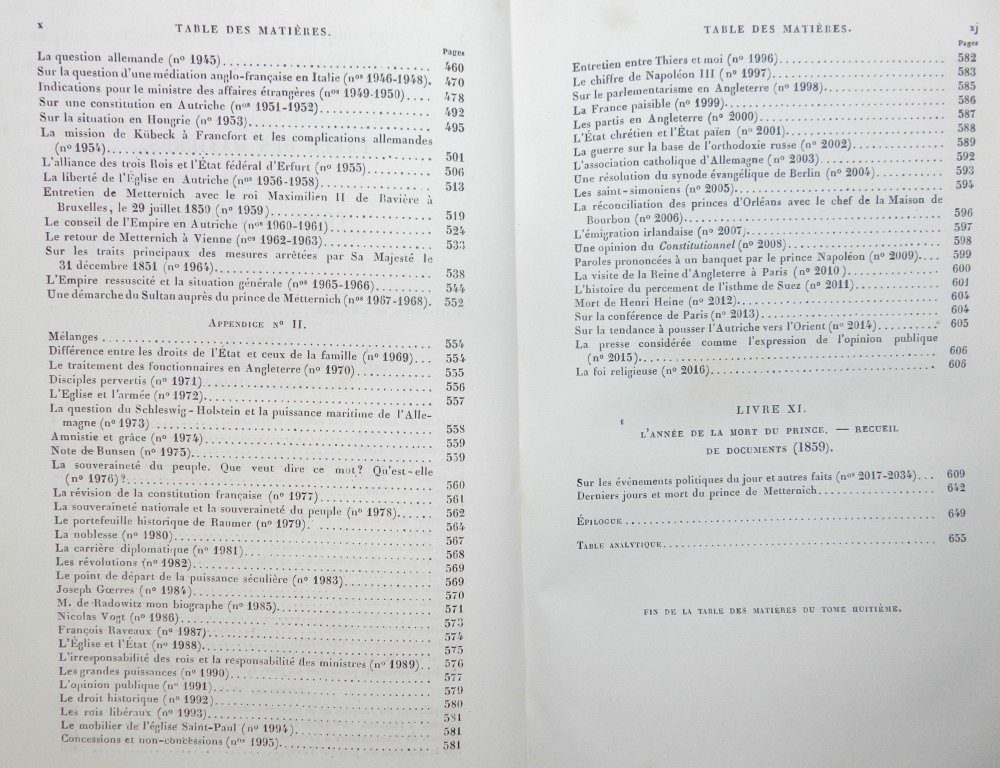 x
TABLE DES MATIÈRES.
Pages
La question allemande (nº 1945) 460
Sur la question d'une médiation anglo-française en Italie (nos 1946-1948). 470
Indications pour le ministre des affaires étrangères (nos 1949-1950) 478
Sur une constitution en Autriche (nos 1951-1952) 492
Sur la situation en Hongrie (nº 1953) 495
La mission de Kübeck à Francfort et les complications allemandes
(nº 1954) 501
L'alliance des trois Rois et l'État fédéral d'Erfurt (nº 1955) 506
La liberté de l'Église en Autriche (nos 1956-1958) 513
Entretien de Metternich avec le roi Maximilien II de Bavière à
Bruxelles, le 29 juillet 1850 (nº 1959) 519
Le conseil de l'Empire en Autriche (nos 1960-1961) 524
Le retour de Metternich à Vienne (nos 1962-1963) 533
Sur les traits principaux des mesures arrêtées par Sa Majesté le
31 décembre 1851 (nº 1964) 538
L'Empire ressuscité et la situation générale (nos 1965-1966) 544
Une démarche du Sultan auprès du prince de Metternich (nos 1967-1968). 552
APPENDICE Nº II.
Mélanges 554
Différence entre les droits de l'État et ceux de la famille (nº 1969) 554
Le traitement des fonctionnaires en Angleterre (nº 1970) 555
Disciples pervertis (nº 1971) 556
L'Eglise et l'armée (nº 1972) 557
La question du Schleswig-Holstein et la puissance maritime de l'Alle-
magne (nº 1973) 558
Amnistie et grâce (nº 1974) 559
Note de Bunsen (nº 1975) 559
La souveraineté du peuple. Que veut dire ce mot? Qu'est-elle
(nº 1976)? 560
La révision de la constitution française (nº 1977) 561
La souveraineté nationale et la souveraineté du peuple (nº 1978) 562
Le portefeuille historique de Raumer (nº 1979) 564
La noblesse (nº 1980) 567
La carrière diplomatique (nº 1981) 568
Les révolutions (nº 1982) 569
Le point de départ de la puissance séculière (nº 1983) 569
Joseph Gœrres (nº 1984) 570
M. de Radowitz mon biographe (nº 1985) 571
Nicolas Vogt (nº 1986) 573
François Raveaux (nº 1987) 574
L'Église et l'État (nº 1988) 575
L'irresponsabilité des rois et la responsabilité des ministres (nº 1989) 576
Les grandes puissances (nº 1990) 577
L'opinion publique (nº 1991) 579
Le droit historique (nº 1992) 580
Les rois libéraux (nº 1993) 581
Le mobilier de l'église Saint-Paul (nº 1994) 581
Concessions et non-concessions (nos 1995) 581
TABLE DES MATIÈRES.
xj
Pages
Entretien entre Thiers et moi (nº 1996) 582
Le chiffre de Napoléon III (nº 1997) 583
Sur le parlementarisme en Angleterre (nº 1998) 585
La France paisible (nº 1999) 586
Les partis en Angleterre (nº 2000) 587
L'État chrétien et l'État païen (nº 2001) 588
La guerre sur la base de l'orthodoxie russe (nº 2002) 589
L'association catholique d'Allemagne (nº 2003) 592
Une résolution du synode évangélique de Berlin (nº 2004) 593
Les saint-simoniens (nº 2005) 594
La réconciliation des princes d'Orléans avec le chef de la Maison de
Bourbon (nº 2006) 596
L'émigration irlandaise (nº 2007) 597
Une opinion du Constitutionnel (nº 2008) 598
Paroles prononcées à un banquet par le prince Napoléon (nº 2009) 599
La visite de la Reine d'Angleterre à Paris (nº 2010) 600
L'histoire du percement de l'isthme de Suez (nº 2011) 601
Mort de Henri Heine (nº 2012) 604
Sur la conférence de Paris (nº 2013) 604
Sur la tendance à pousser l'Autriche vers l'Orient (nº 2014) 605
La presse considérée comme l'expression de l'opinion publique
(nº 2015) 606
La foi religieuse (nº 2016) 606
LIVRE XI.
L'ANNÉE DE LA MORT DU PRINCE. — RECUEIL
DE DOCUMENTS (1859).
Sur les événements politiques du jour et autres faits (nos 2017-2034) 609
Derniers jours et mort du prince de Metternich 642
ÉPILOGUE 649
TABLE ANALYTIQUE 655
FIN DE LA TABLE DES MATIÈRES DU TOME HUITIÈME.